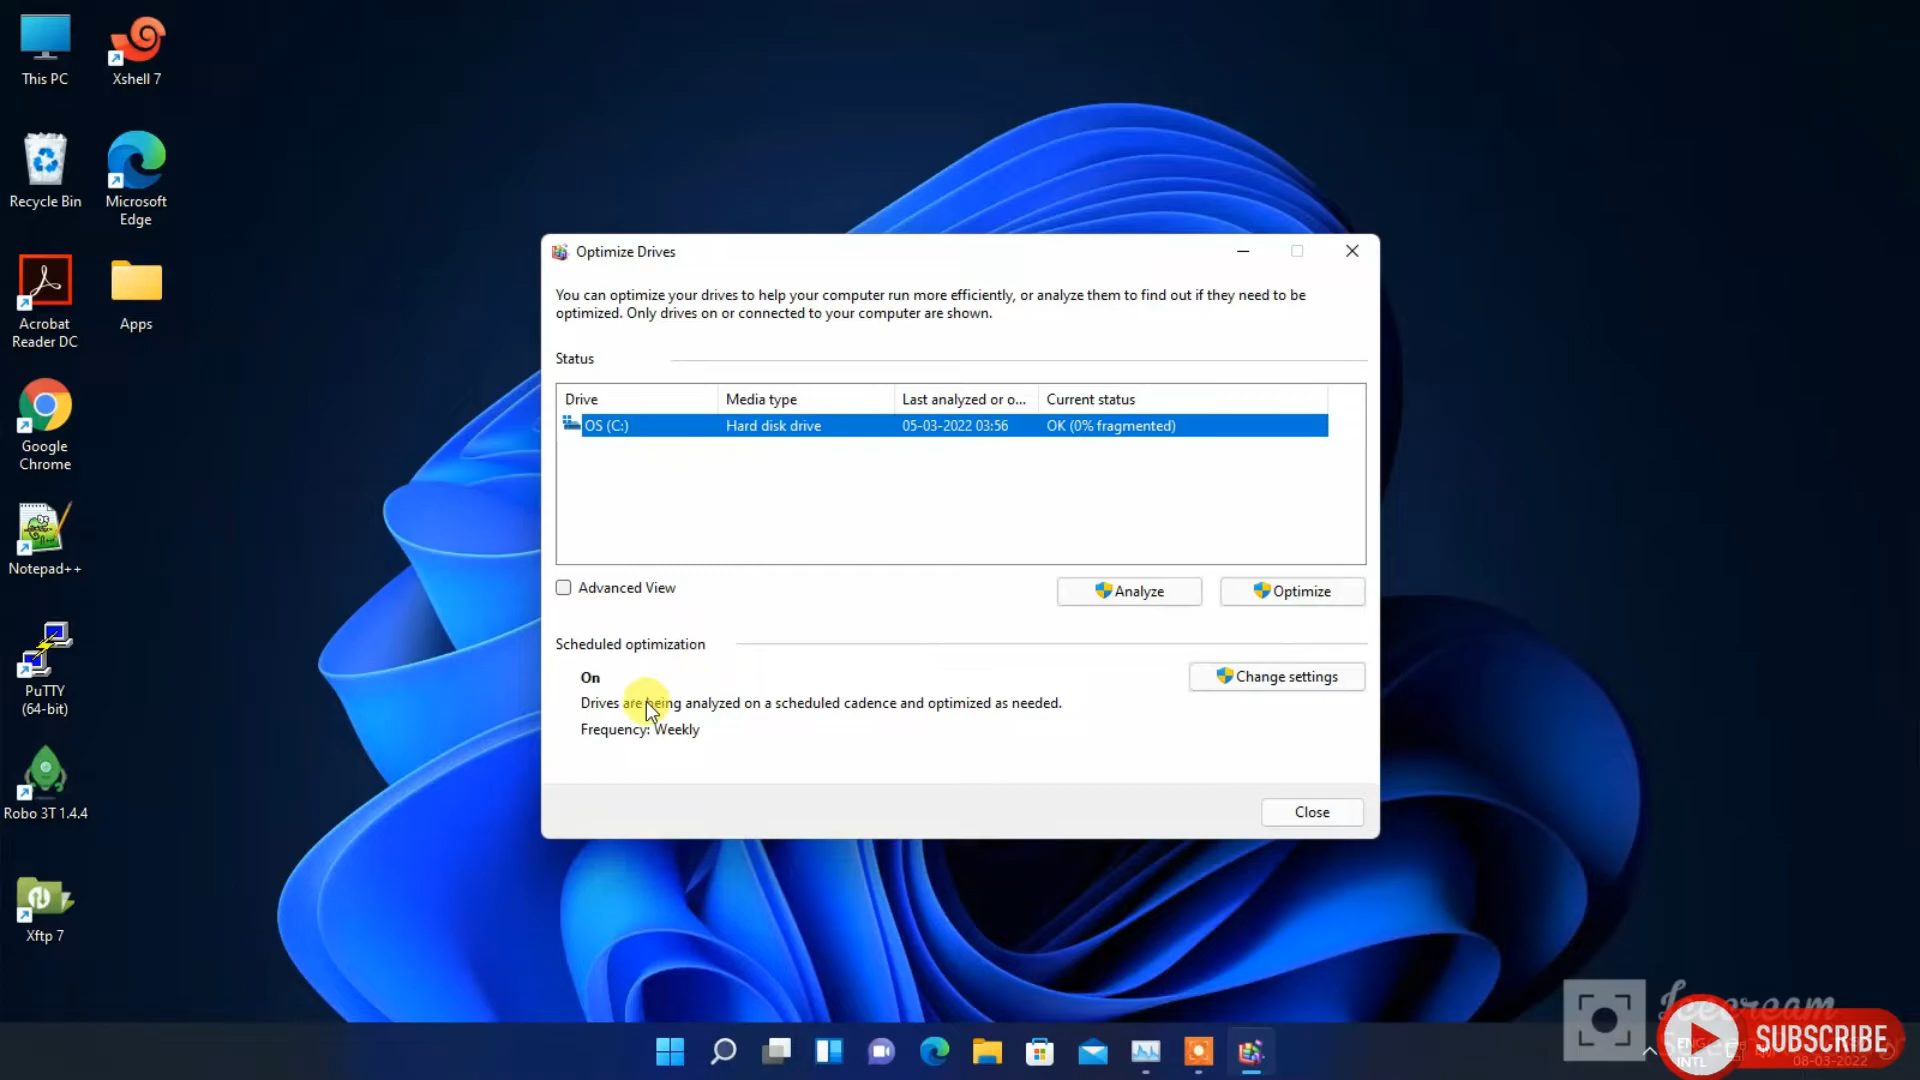 This PC
Xshell 7
Recycle Bin
Microsoft
Edge
Acrobat
Reader DC
Apps
Google
Chrome
Notepad++
PuTTY
(64-bit)
Robo 3T 1.4.4
Xftp 7
Optimize Drives
You can optimize your drives to help your computer run more efficiently, or analyze them to find out if they need to be
optimized. Only drives on or connected to your computer are shown.
Status
Drive Media type Last analyzed or o... Current status
OS (C:) Hard disk drive 05-03-2022 03:56 OK (0% fragmented)
Advanced View
Analyze
Optimize
Scheduled optimization
On
Change settings
Drives are being analyzed on a scheduled cadence and optimized as needed.
Frequency: Weekly
Close
Icecream
SUBSCRIBE
ENG
INTL
08-03-2022